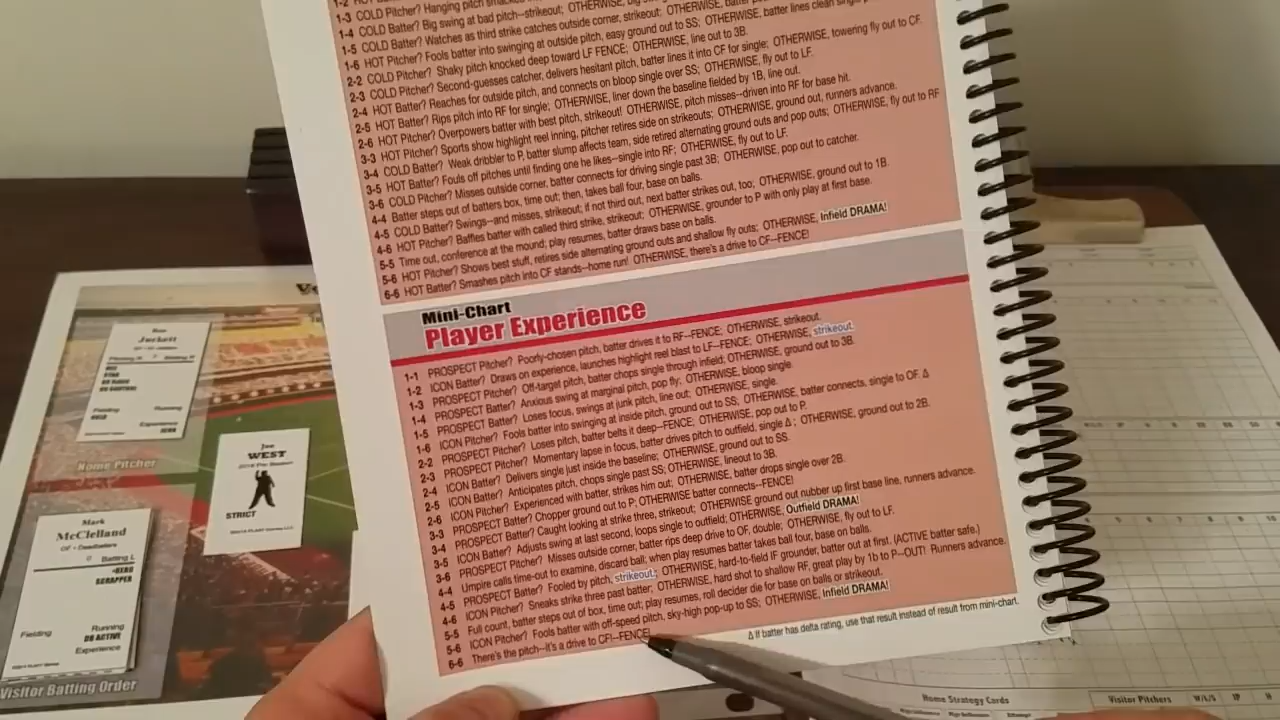 1-3 COLD Pitcher? Hanging pitch
1-4 COLD Batter? Big swing at bad pitch--strikeout; OTHERWISE,
1-5 COLD Batter? Watches as third strike catches outside corner, strikeout; OTHERWISE,
1-6 HOT Pitcher? Fools batter into swinging at outside pitch, easy ground out to SS; OTHERWISE, batter lines clean
2-2 COLD Pitcher? Shaky pitch knocked deep toward LF FENCE; OTHERWISE, line out to 3B.
2-3 COLD Pitcher? Second-guesses catcher, delivers hesitant pitch, batter lines it into CF for single; OTHERWISE, towering fly out to CF.
2-4 HOT Batter? Reaches for outside pitch, and connects on bloop single over SS; OTHERWISE, fly out to LF.
2-5 HOT Batter? Rips pitch into RF for single; OTHERWISE, liner down the baseline fielded by 1B, line out.
2-6 HOT Pitcher? Overpowers batter with best pitch, strikeout! OTHERWISE, pitch misses--driven into RF for base hit.
3-3 HOT Pitcher? Sports show highlight reel inning, pitcher retires side on strikeouts; OTHERWISE, ground out, runners advance.
3-4 COLD Batter? Weak dribbler to P, batter slump affects team, side retired alternating ground outs and pop outs; OTHERWISE, fly out to RF
3-5 HOT Batter? Fouls off pitches until finding one he likes--single into RF; OTHERWISE, fly out to LF.
3-6 COLD Pitcher? Misses outside corner, batter connects for driving single past 3B; OTHERWISE, pop out to catcher.
4-4 Batter steps out of batters box, time out; then, takes ball four, base on balls.
4-5 COLD Batter? Swings--and misses, strikeout; if not third out, next batter strikes out, too; OTHERWISE, ground out to 1B.
4-6 HOT Pitcher? Baffles batter with called third strike, strikeout; OTHERWISE, grounder to P with only play at first base.
5-5 Time out, conference at the mound; play resumes, batter draws base on balls.
5-6 HOT Pitcher? Shows best stuff, retires side alternating ground outs and shallow fly outs; OTHERWISE, Infield DRAMA!
6-6 HOT Batter? Smashes pitch into CF stands--home run! OTHERWISE, there's a drive to CF--FENCE!
Mini-Chart
Player Experience
1-1 PROSPECT Pitcher? Poorly-chosen pitch, batter drives it to RF--FENCE; OTHERWISE, strikeout.
1-2 ICON Batter? Draws on experience, launches highlight reel blast to LF--FENCE; OTHERWISE, strikeout.
1-3 PROSPECT Pitcher? Off-target pitch, batter chops single through infield; OTHERWISE, ground out to 3B.
1-4 PROSPECT Batter? Anxious swing at marginal pitch, pop fly; OTHERWISE, bloop single.
1-5 PROSPECT Batter? Loses focus, swings at junk pitch, line out; OTHERWISE, single.
1-6 ICON Pitcher? Fools batter into swinging at inside pitch, ground out to SS; OTHERWISE, batter connects, single to OF. Δ
2-2 PROSPECT Pitcher? Loses pitch, batter belts it deep--FENCE; OTHERWISE, pop out to P.
2-3 PROSPECT Pitcher? Momentary lapse in focus, batter drives pitch to outfield, single Δ; OTHERWISE, ground out to 2B.
2-4 ICON Batter? Delivers single just inside the baseline; OTHERWISE, ground out to SS.
2-5 ICON Batter? Anticipates pitch, chops single past SS; OTHERWISE, lineout to 3B.
2-6 ICON Pitcher? Experienced with batter, strikes him out; OTHERWISE, batter drops single over 2B.
3-3 PROSPECT Batter? Chopper ground out to P; OTHERWISE batter connects--FENCE!
3-4 PROSPECT Batter? Caught looking at strike three, strikeout; OTHERWISE ground out rubber up first base line, runners advance.
3-5 ICON Batter? Adjusts swing at last second, loops single to outfield; OTHERWISE, Outfield DRAMA!
3-6 PROSPECT Pitcher? Misses outside corner, batter rips deep drive to OF, double; OTHERWISE, fly out to LF.
4-4 Umpire calls time-out to examine, discard ball; when play resumes batter takes ball four, base on balls.
4-5 PROSPECT Batter? Fooled by pitch, strikeout; OTHERWISE, hard-to-field IF grounder, batter out at first. (ACTIVE batter safe.)
4-6 ICON Pitcher? Sneaks strike three past batter; OTHERWISE, hard shot to shallow RF, great play by 1b to P--OUT! Runners advance.
5-5 Full count, batter steps out of box, time out; play resumes, roll decider die for base on balls or strikeout.
5-6 ICON Pitcher? Fools batter with off-speed pitch, sky-high pop-up to SS; OTHERWISE, Infield DRAMA!
6-6 There's the pitch--it's a drive to CF!--FENCE!
Δ If batter has delta rating, use that result instead of result from mini-chart.
Juckett
Fielding Running
Experience
ICON
Home Pitcher
Joe
WEST
STRICT
Mark
McClelland
OF •
Batting L
HERO
SCRAPPER
Fielding
Running
DB ACTIVE
Experience
Visitor Batting Order
Home Strategy Cards
Visitor Pitchers W/L/S IP H